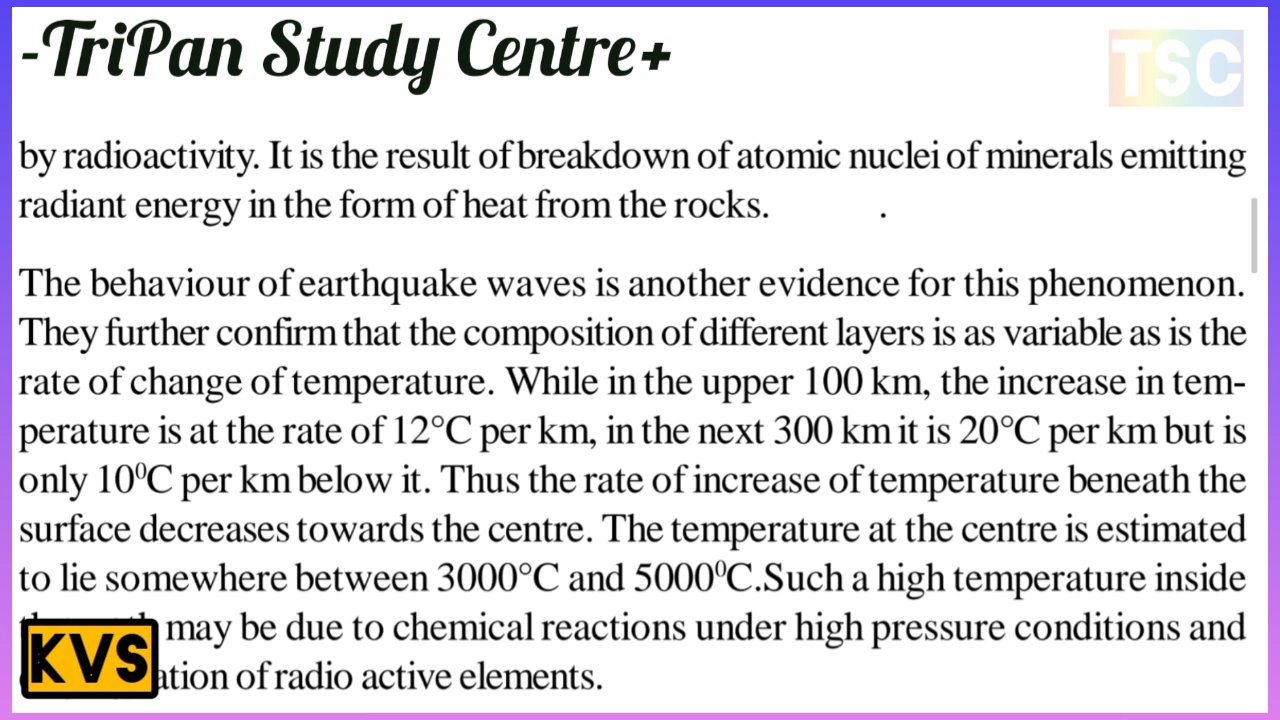 -TriPan Study Centre+
TSC
by radioactivity. It is the result of breakdown of atomic nuclei of minerals emitting
radiant energy in the form of heat from the rocks. .
The behaviour of earthquake waves is another evidence for this phenomenon.
They further confirm that the composition of different layers is as variable as is the
rate of change of temperature. While in the upper 100 km, the increase in tem-
perature is at the rate of 12°C per km, in the next 300 km it is 20°C per km but is
only 10⁰C per km below it. Thus the rate of increase of temperature beneath the
surface decreases towards the centre. The temperature at the centre is estimated
to lie somewhere between 3000°C and 5000⁰C.Such a high temperature inside
may be due to chemical reactions under high pressure conditions and
KVS
of radio active elements.